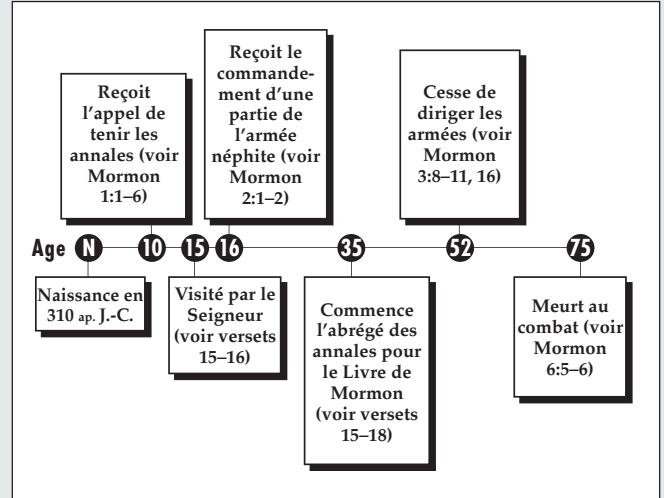 Reçoit
l'appel de
tenir les
annales (voir
Mormon
1:1–6)
Reçoit le
commande-
ment d'une
partie de
l'armée
néphite (voir
Mormon
2:1–2)
Cesse de
diriger les
armées (voir
Mormon
3:8–11, 16)
Age N 10 15 16 35 52 75
Naissance en
310 ap. J.-C.
Visité par le
Seigneur
(voir versets
15–16)
Commence
l'abrégé des
annales pour
le Livre de
Mormon
(voir versets
15–18)
Meurt au
combat (voir
Mormon
6:5–6)